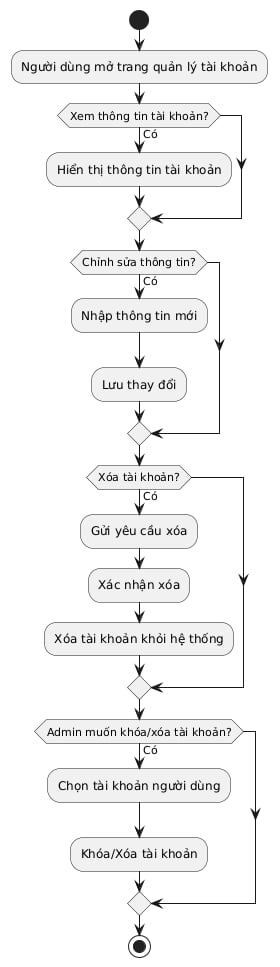 Người dùng mở trang quản lý tài khoản
Xem thông tin tài khoản?
Có
Hiển thị thông tin tài khoản
Chỉnh sửa thông tin?
Có
Nhập thông tin mới
Lưu thay đổi
Xóa tài khoản?
Có
Gửi yêu cầu xóa
Xác nhận xóa
Xóa tài khoản khỏi hệ thống
Admin muốn khóa/xóa tài khoản?
Có
Chọn tài khoản người dùng
Khóa/Xóa tài khoản